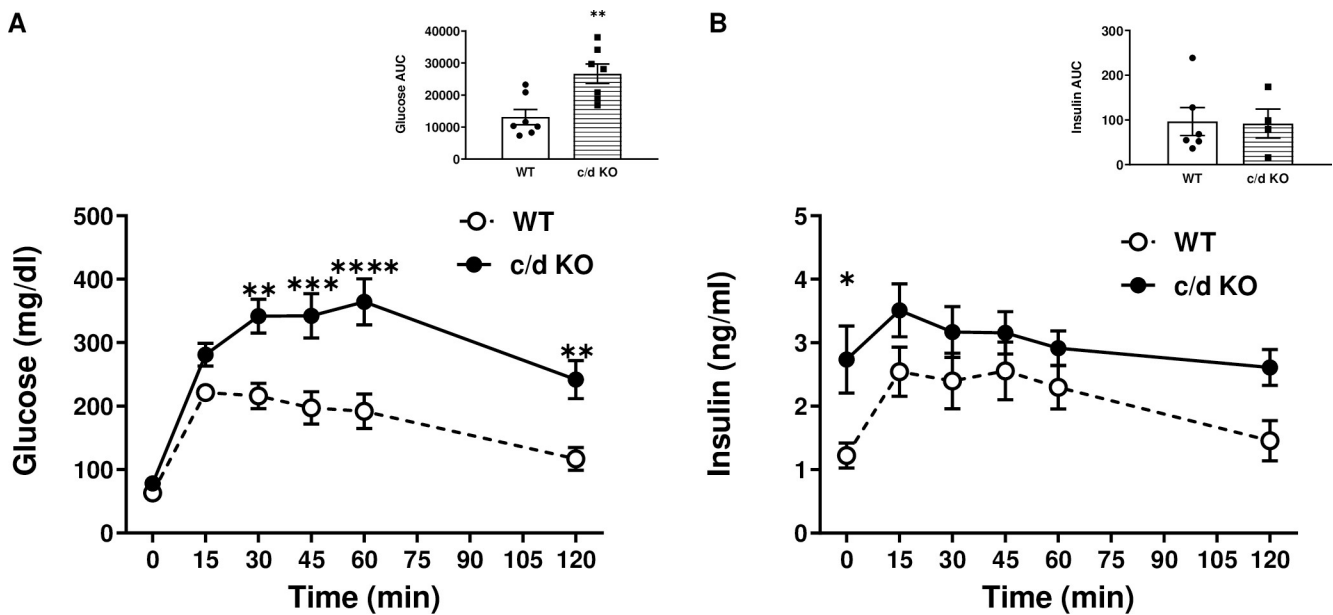 A
**
40000
30000
20000
10000
0
Glucose AUC
WT
c/d KO
500
400
300
200
100
0
Glucose (mg/dl)
WT
c/d KO
**
***
****
**
0 15 30 45 60 75 90 105 120
Time (min)
B
300
200
100
0
Insulin AUC
WT
c/d KO
5
4
3
2
1
0
Insulin (ng/ml)
WT
c/d KO
*
0 15 30 45 60 75 90 105 120
Time (min)